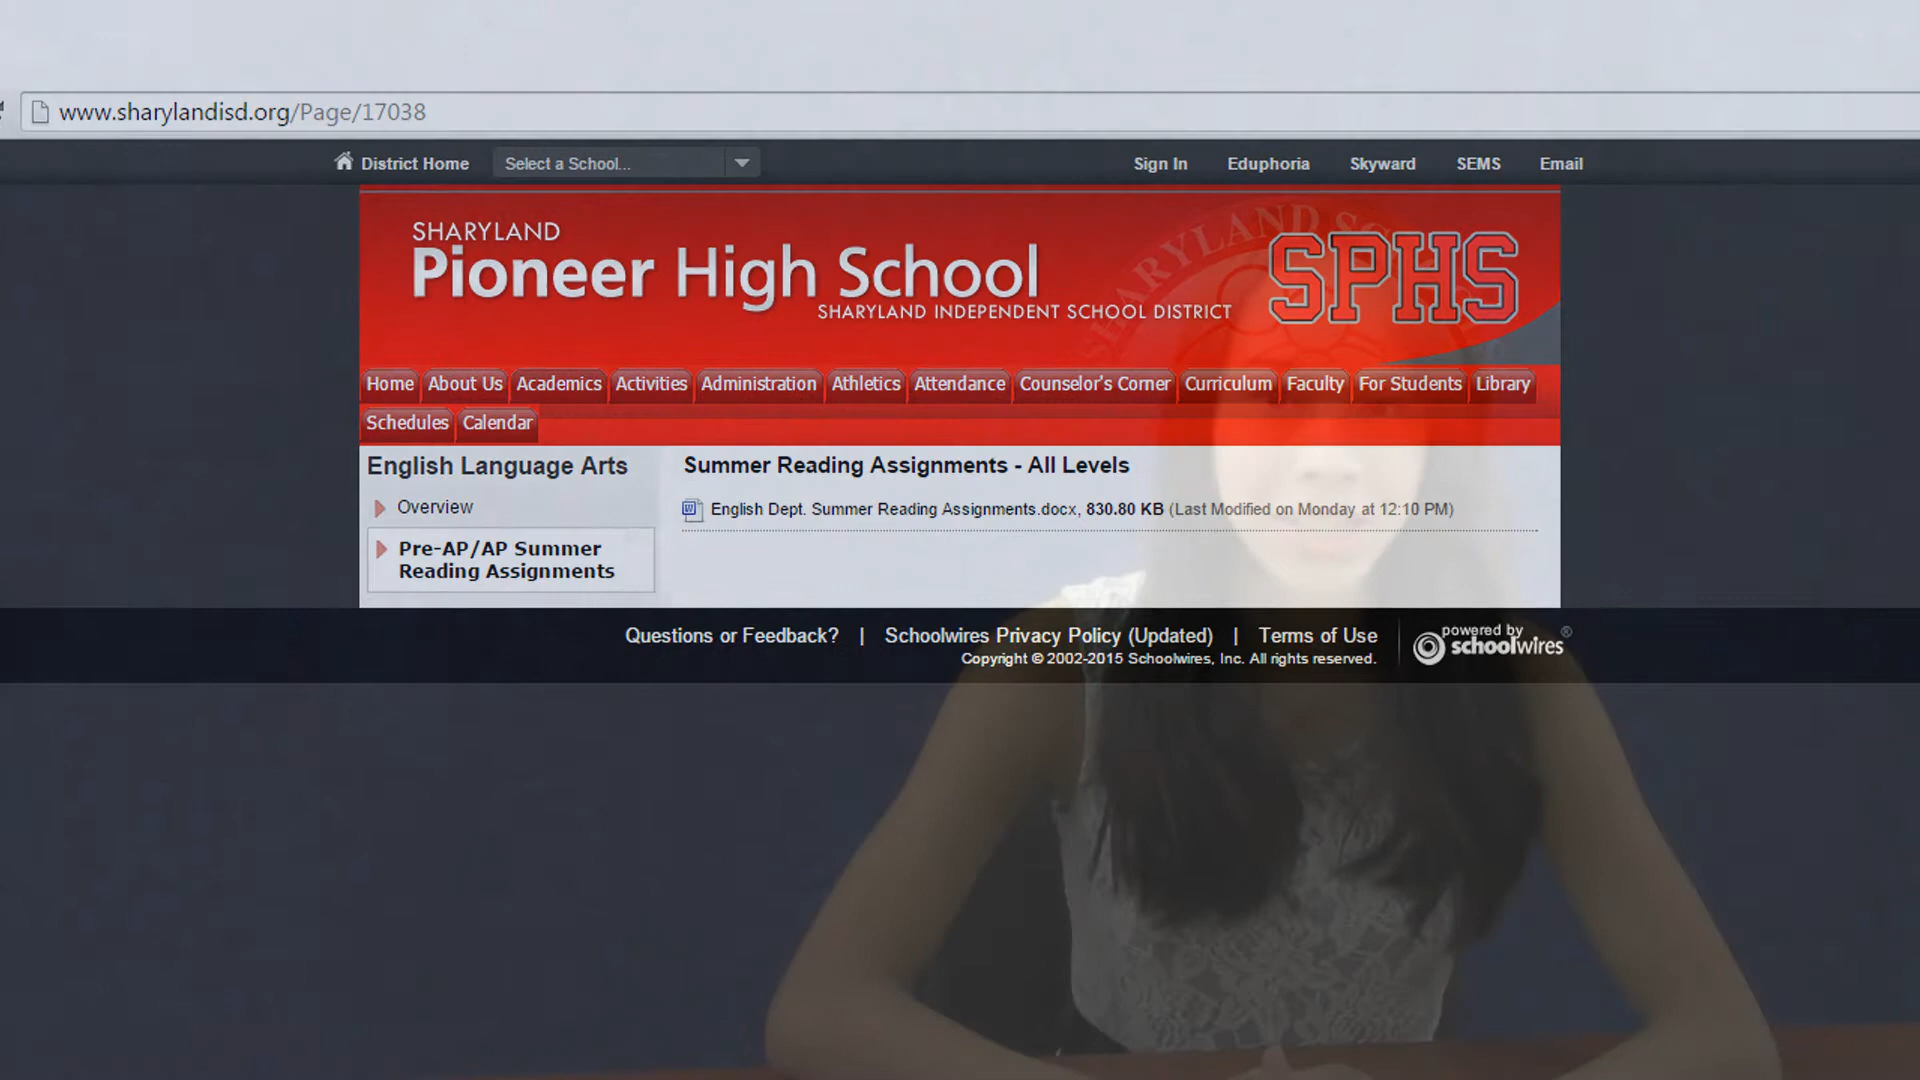 www.sharylandisd.org/Page/17038
District Home Select a School... Sign In Eduphoria Skyward SEMS Email
SHARYLAND
Pioneer High School
SHARYLAND INDEPENDENT SCHOOL DISTRICT
SPHS
Home About Us Academics Activities Administration Athletics Attendance Counselor's Corner Curriculum Faculty For Students Library
Schedules Calendar
English Language Arts
Overview
Pre-AP/AP Summer
Reading Assignments
Summer Reading Assignments - All Levels
English Dept. Summer Reading Assignments.docx, 830.80 KB (Last Modified on Monday at 12:10 PM)
Questions or Feedback? | Schoolwires Privacy Policy (Updated) | Terms of Use
Copyright © 2002-2015 Schoolwires, Inc. All rights reserved.
powered by
schoolwires®